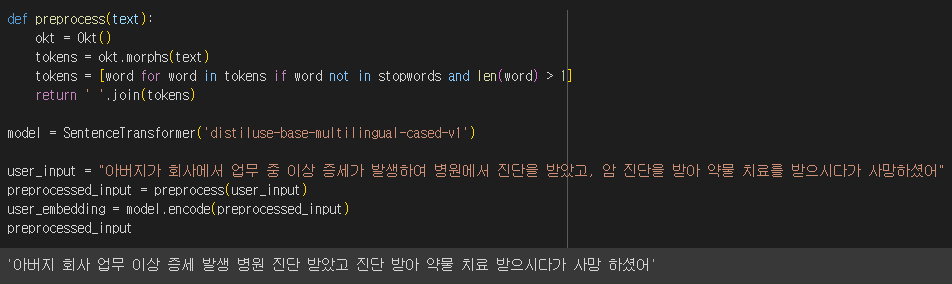 def preprocess(text):
    okt = Okt()
    tokens = okt.morphs(text)
    tokens = [word for word in tokens if word not in stopwords and len(word) > 1]
    return ' '.join(tokens)

model = SentenceTransformer('distiluse-base-multilingual-cased-v1')

user_input = "아버지가 회사에서 업무 중 이상 증세가 발생하여 병원에서 진단을 받았고, 암 진단을 받아 약물 치료를 받으시다가 사망하셨어"
preprocessed_input = preprocess(user_input)
user_embedding = model.encode(preprocessed_input)
preprocessed_input
'아버지 회사 업무 이상 증세 발생 병원 진단 받았고 진단 받아 약물 치료 받으시다가 사망 하셨어'